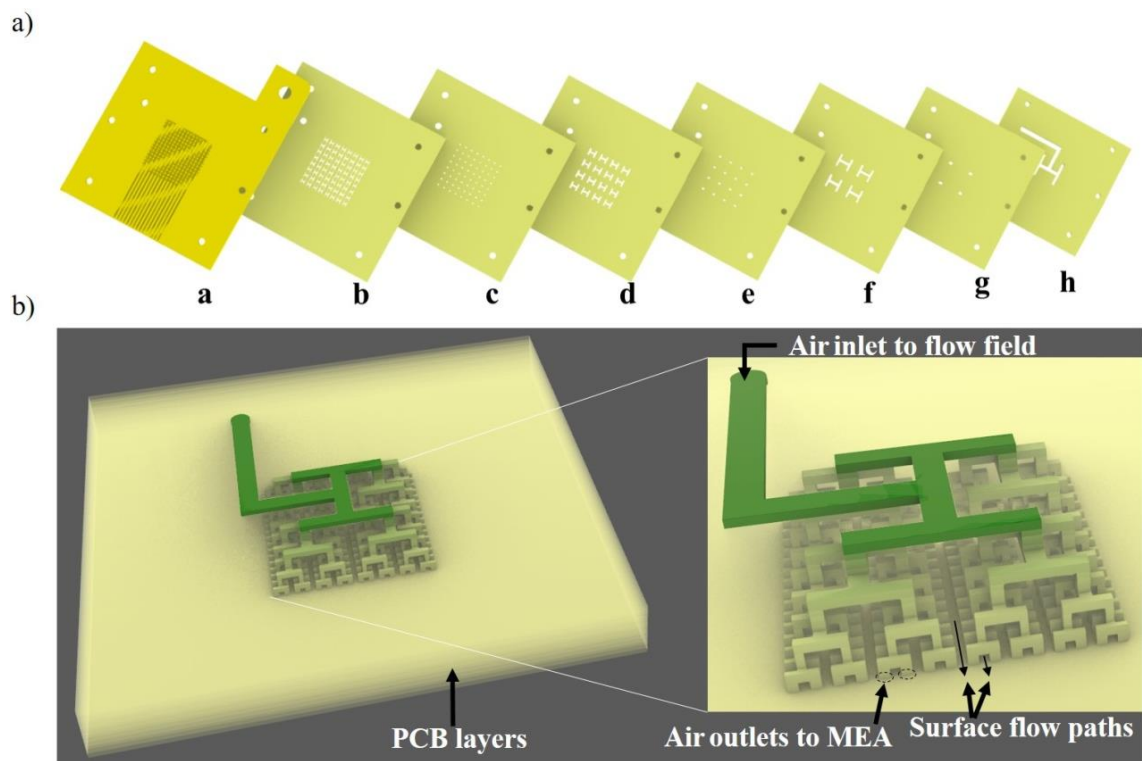 a)
a b c d e f g h
b)
Air inlet to flow field
PCB layers
Air outlets to MEA
Surface flow paths